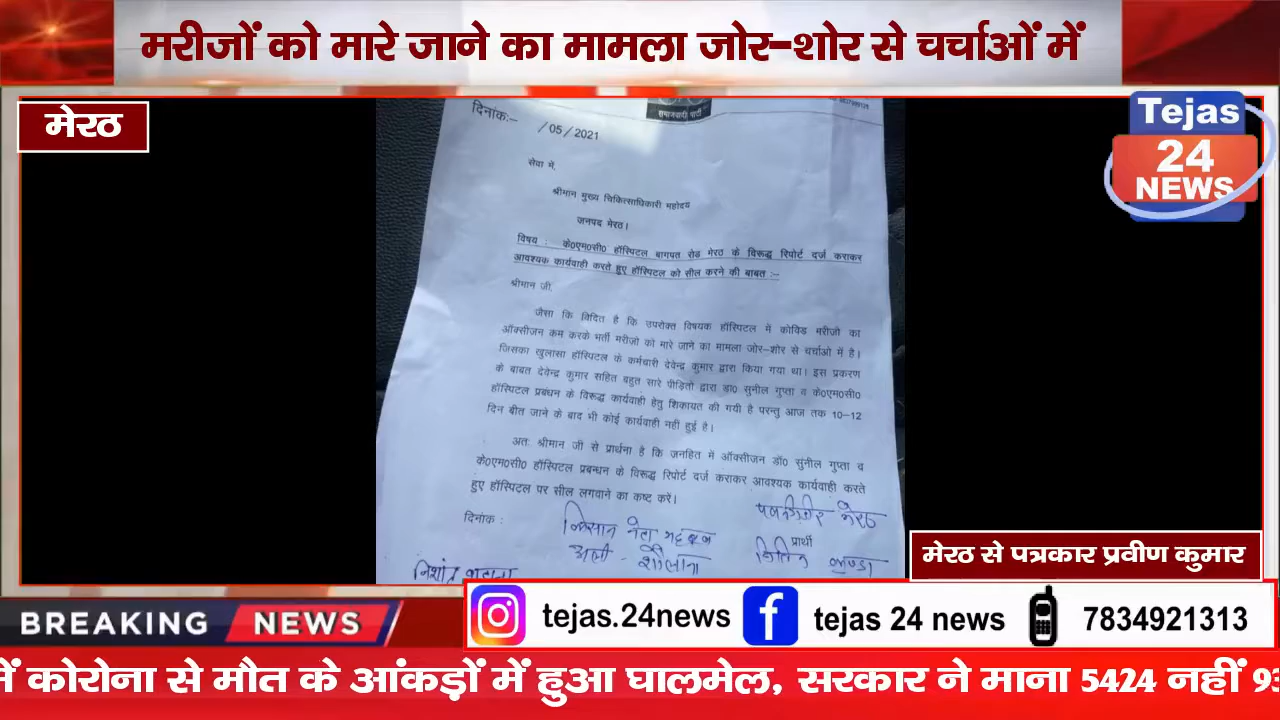 मरीजों को मारे जाने का मामला जोर-शोर से चर्चाओं में
मेरठ
Tejas
24
NEWS
समाजवादी पार्टी
दिनांक:- /05/2021
सेवा में,
श्रीमान मुख्य चिकित्साधिकारी महोदय
जनपद मेरठ।
विषय : के०एम०सी० हॉस्पिटल बागपत रोड मेरठ के विरूद्ध रिपोर्ट दर्ज कराकर
आवश्यक कार्यवाही करते हुए हॉस्पिटल को सील करने की बाबत :-
श्रीमान जी,
जैसा कि विदित है कि उपरोक्त विषयक हॉस्पिटल में कोविड मरीजो का
ऑक्सीजन कम करके भर्ती मरीजो को मारे जाने का मामला जोर-शोर से चर्चाओ में है।
जिसका खुलासा हॉस्पिटल के कर्मचारी देवेन्द्र कुमार द्वारा किया गया था। इस प्रकरण
के बाबत देवेन्द्र कुमार सहित बहुत सारे पीड़ितो द्वारा डा० सुनील गुप्ता व के०एम०सी०
हॉस्पिटल प्रबंधन के विरूद्ध कार्यवाही हेतु शिकायत की गयी है परन्तु आज तक 10-12
दिन बीत जाने के बाद भी कोई कार्यवाही नही हुई है।
अतः श्रीमान जी से प्रार्थना है कि जनहित में ऑक्सीजन डॉ० सुनील गुप्ता व
के०एम०सी० हॉस्पिटल प्रबन्धन के विरूद्ध रिपोर्ट दर्ज कराकर आवश्यक कार्यवाही करते
हुए हॉस्पिटल पर सील लगवाने का कष्ट करें।
दिनांक :
किसान नेता
मेरठ
प्रार्थी
मेरठ से पत्रकार प्रवीण कुमार
BREAKING NEWS
tejas.24news
tejas 24 news
7834921313
में कोरोना से मौत के आंकड़ों में हुआ घालमेल, सरकार ने माना 5424 नहीं